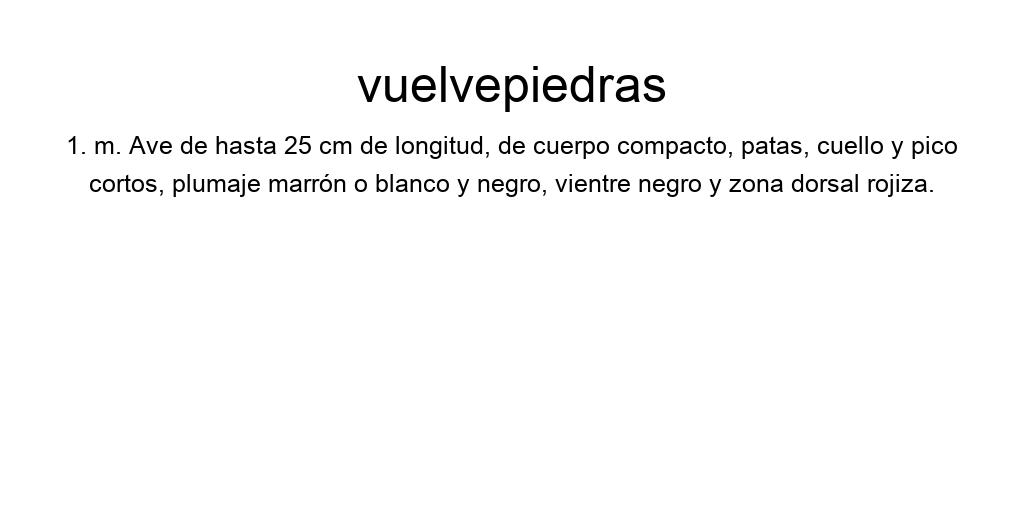 vuelvepiedras
1. m. Ave de hasta 25 cm de longitud, de cuerpo compacto, patas, cuello y pico
cortos, plumaje marrón o blanco y negro, vientre negro y zona dorsal rojiza.